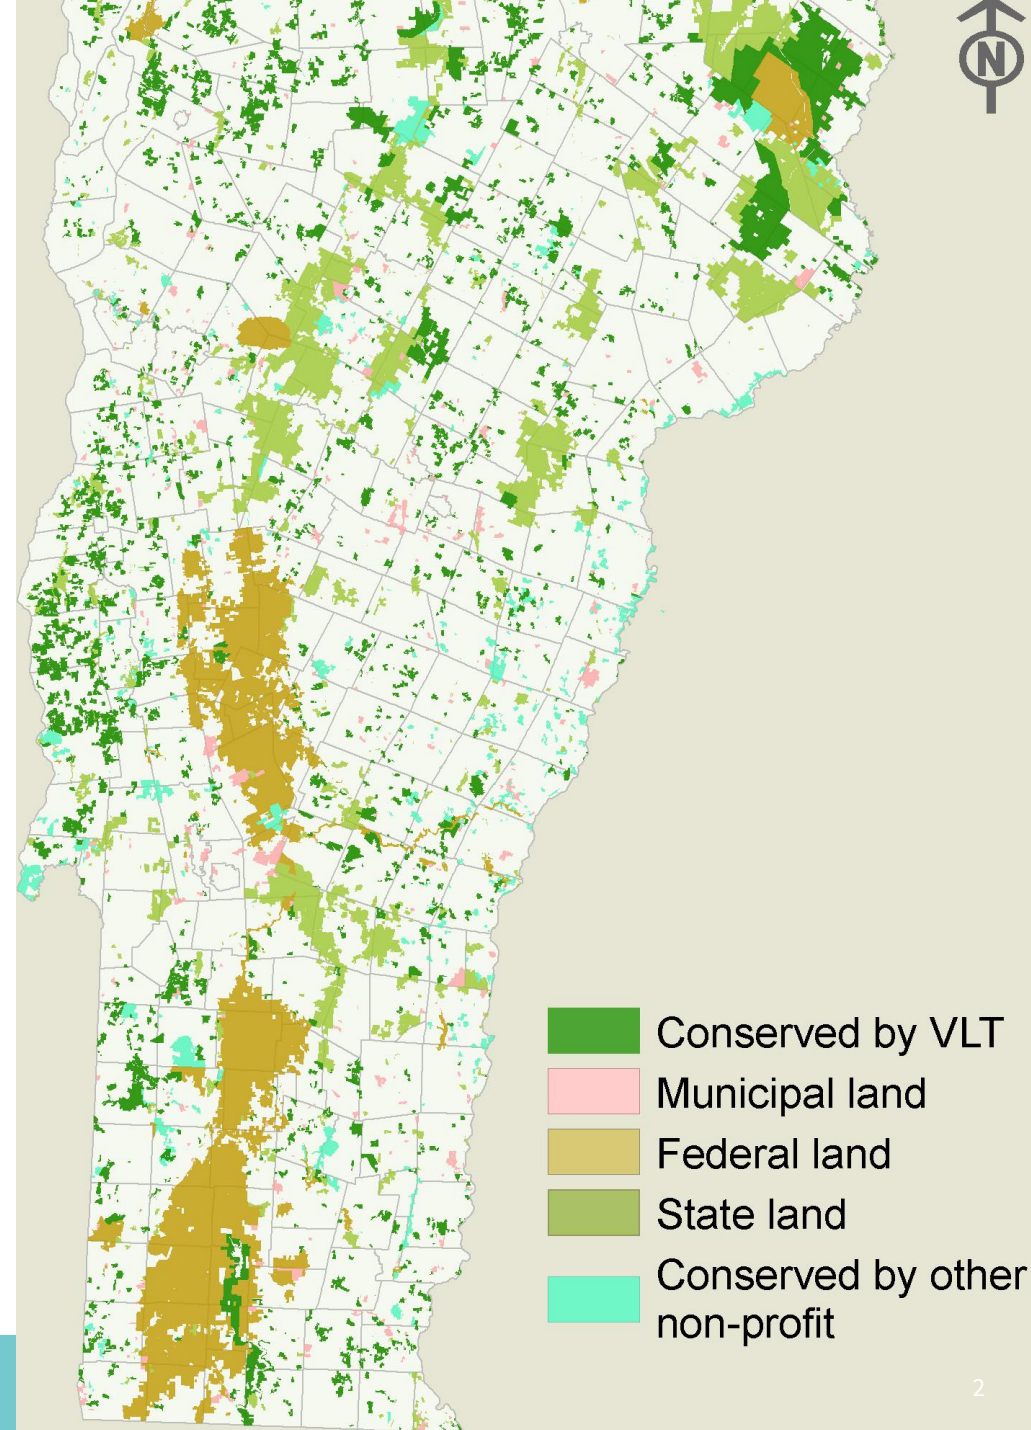 N
Conserved by VLT
Municipal land
Federal land
State land
Conserved by other
non-profit
2